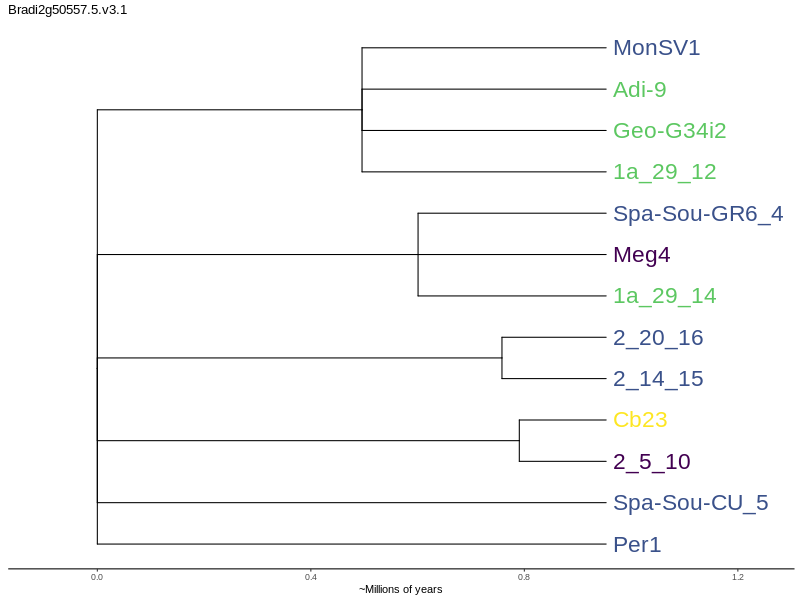 Bradi2g50557.5.v3.1
MonSV1
Adi-9
Geo-G34i2
1a_29_12
Spa-Sou-GR6_4
Meg4
1a_29_14
2_20_16
2_14_15
Cb23
2_5_10
Spa-Sou-CU_5
Per1
0.0 0.4 0.8 1.2
~Millions of years